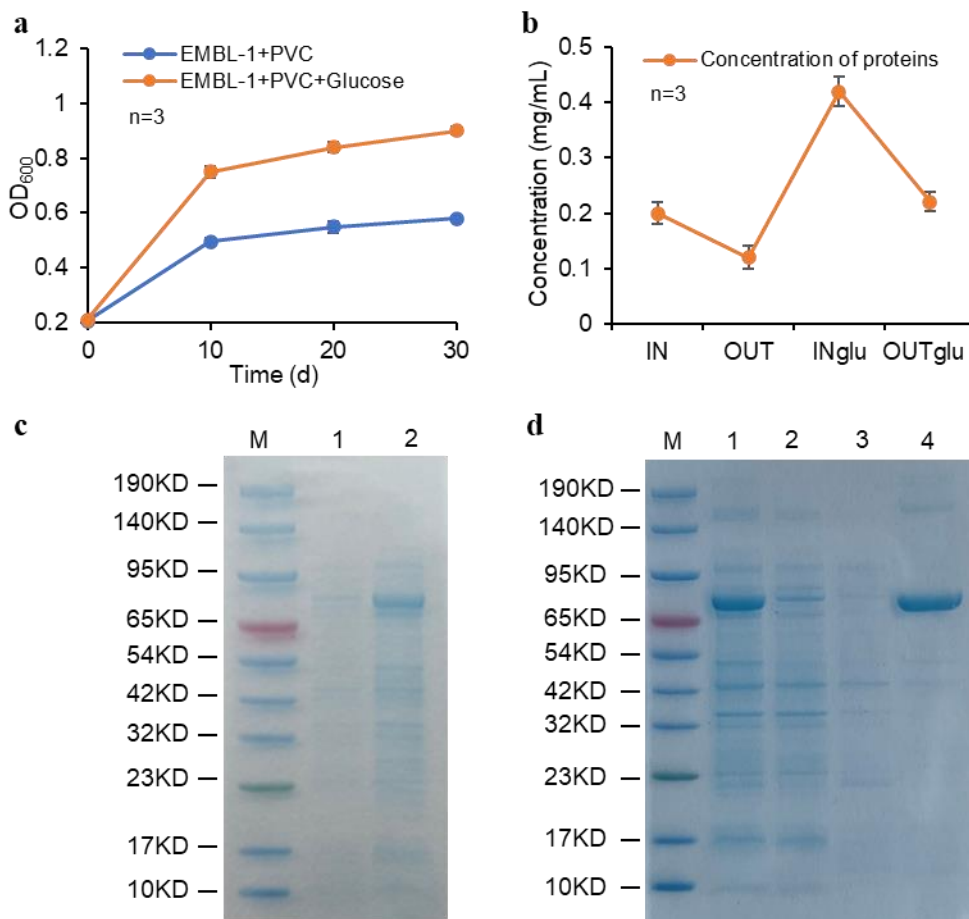 a
1.2
1
0.8
0.6
0.4
0.2
OD600
EMBL-1+PVC
EMBL-1+PVC+Glucose
n=3
0
10
20
30
Time (d)
b
0.5
0.4
0.3
0.2
0.1
0
Concentration (mg/mL)
Concentration of proteins
n=3
IN
OUT
INglu
OUTglu
c
M 1 2
190KD
140KD
95KD
65KD
54KD
42KD
32KD
23KD
17KD
10KD
d
M 1 2 3 4
190KD
140KD
95KD
65KD
54KD
42KD
32KD
23KD
17KD
10KD